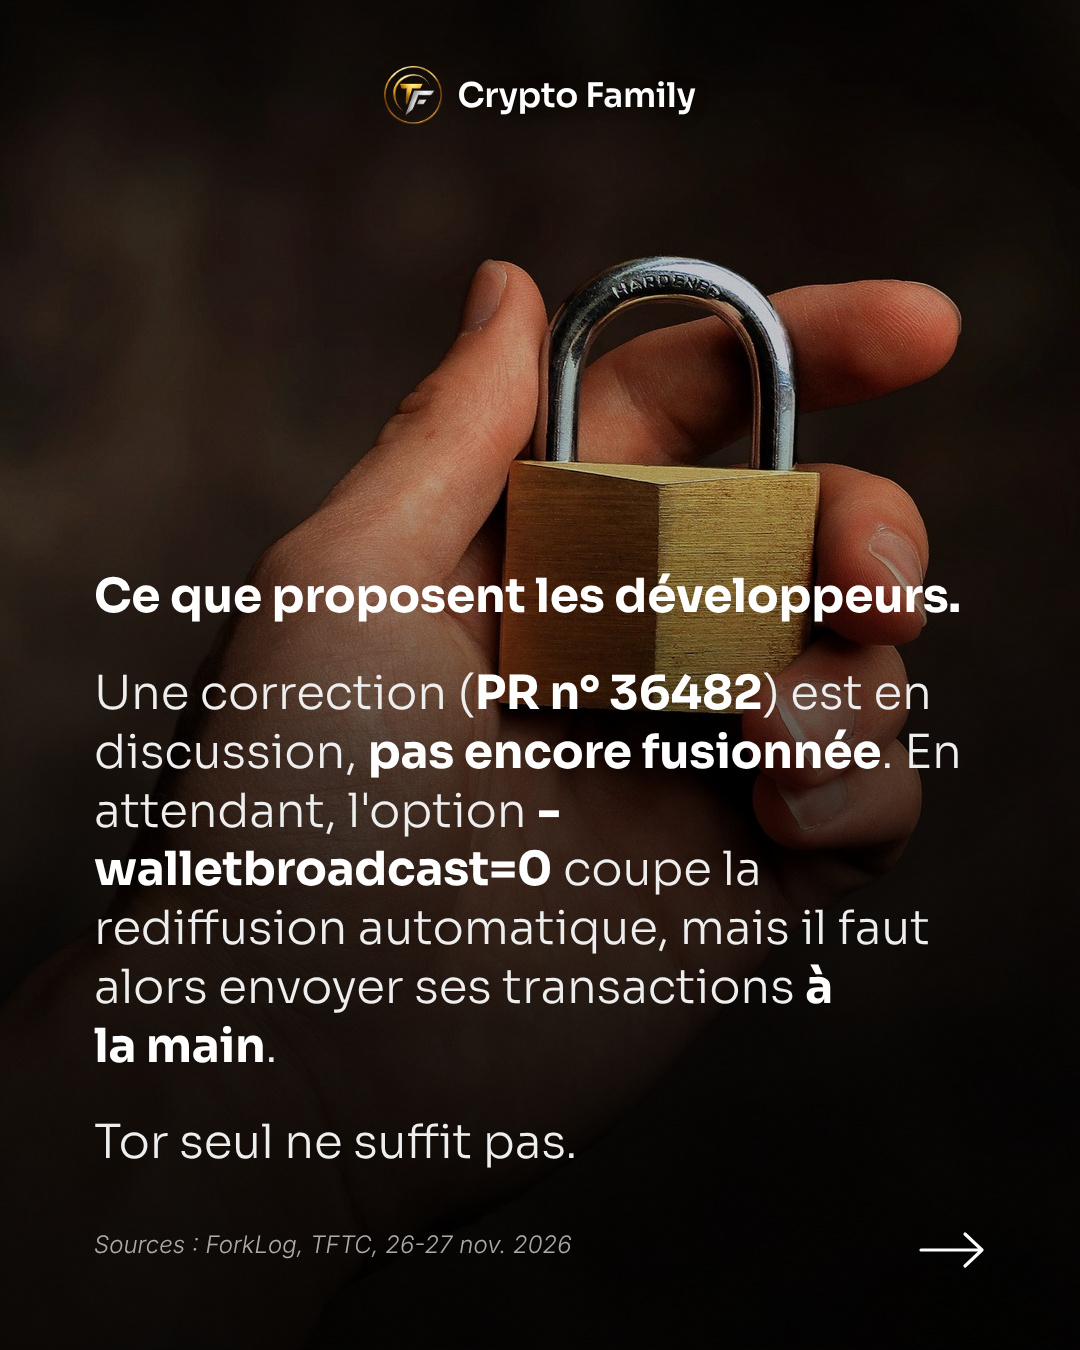 TF
Crypto Family
HARDENED
Ce que proposent les développeurs.
Une correction (PR n° 36482) est en
discussion, pas encore fusionnée. En
attendant, l'option -
walletbroadcast=0 coupe la
rediffusion automatique, mais il faut
alors envoyer ses transactions à
la main.
Tor seul ne suffit pas.
Sources : ForkLog, TFTC, 26-27 nov. 2026